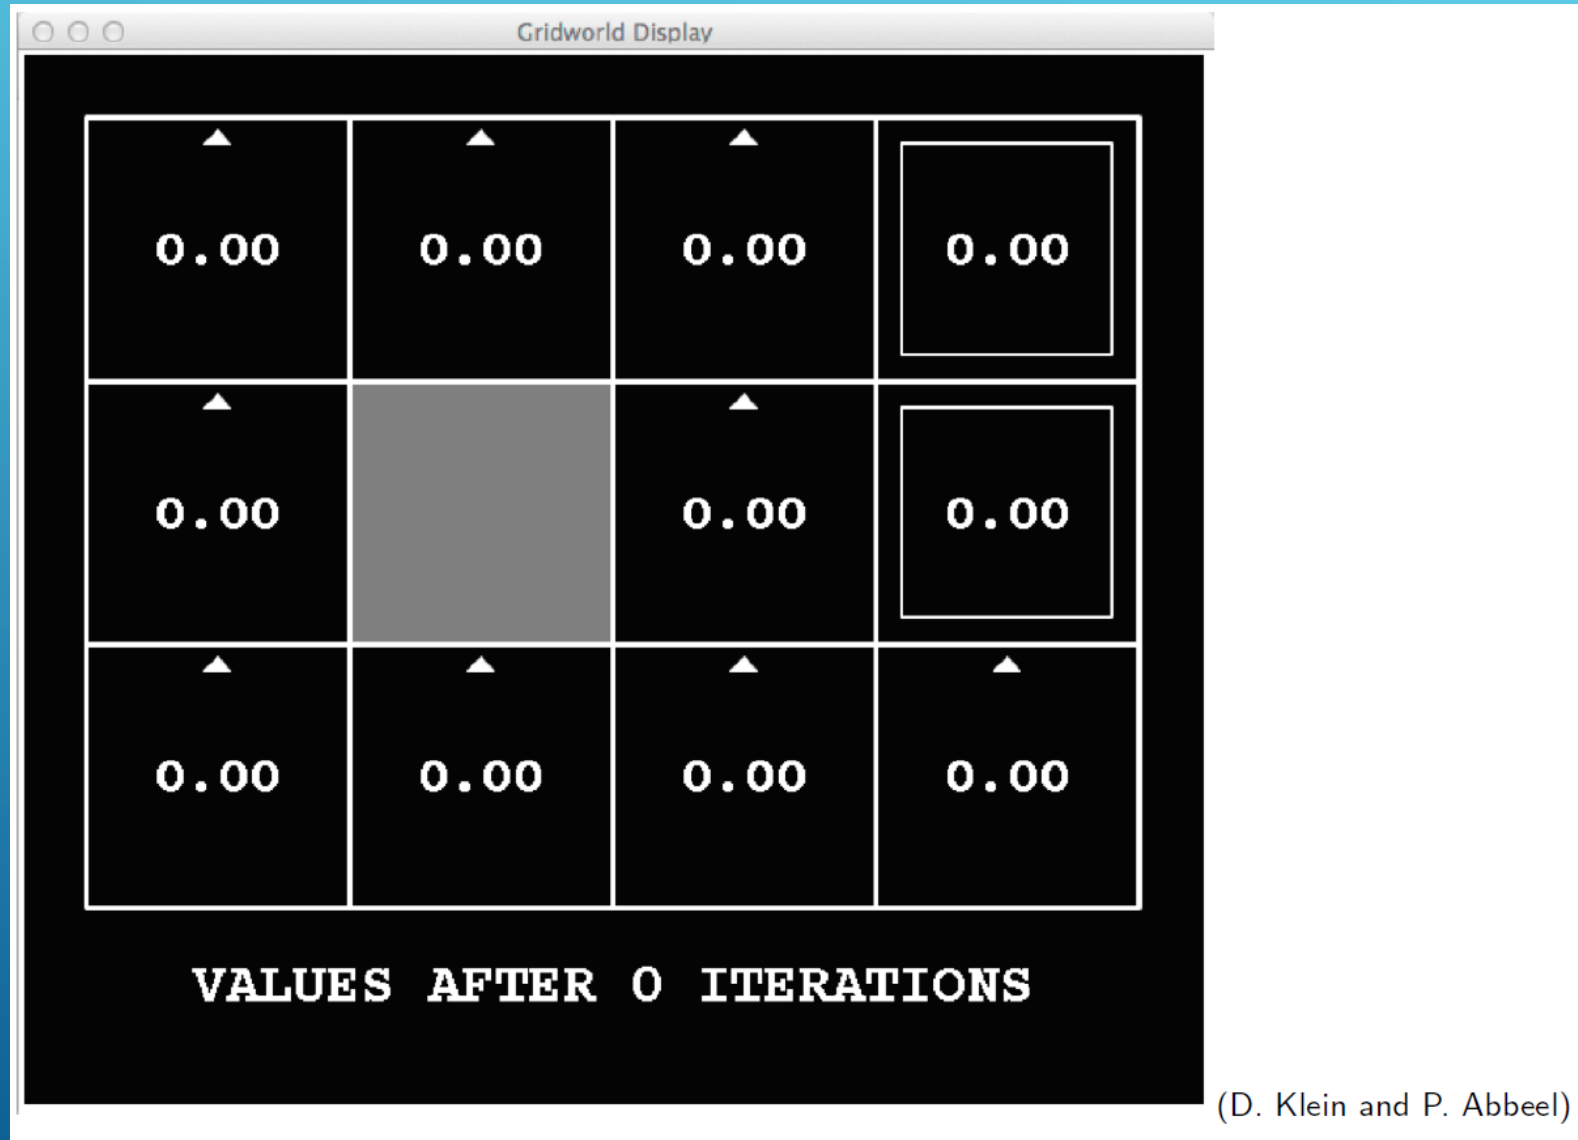 Gridworld Display
0.00 0.00 0.00 0.00
0.00 0.00 0.00
0.00 0.00 0.00 0.00
VALUES AFTER 0 ITERATIONS
(D. Klein and P. Abbeel)